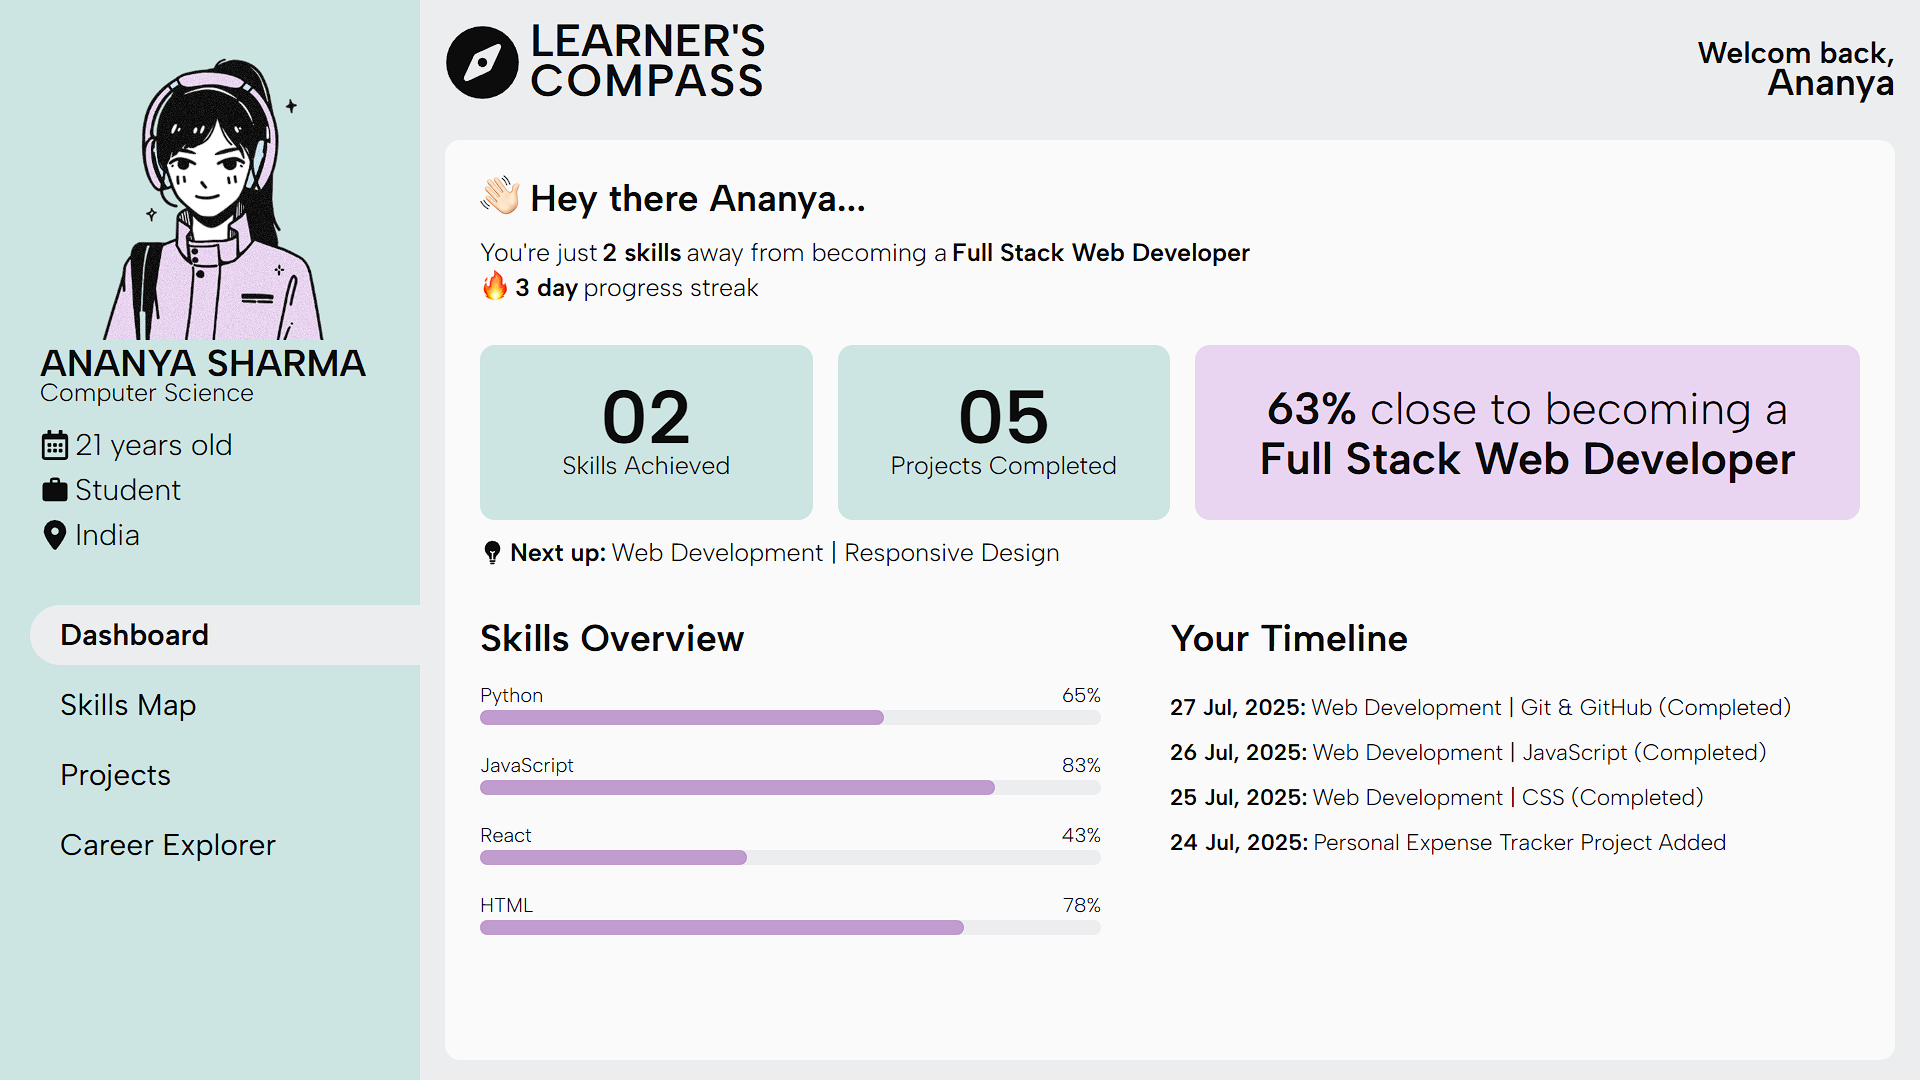 ANANYA SHARMA
Computer Science
21 years old
Student
India
Dashboard
Skills Map
Projects
Career Explorer
LEARNER'S
COMPASS
Welcom back,
Ananya
Hey there Ananya...
You're just 2 skills away from becoming a Full Stack Web Developer
3 day progress streak
02
Skills Achieved
05
Projects Completed
63% close to becoming a
Full Stack Web Developer
Next up: Web Development | Responsive Design
Skills Overview
Python 65%
JavaScript 83%
React 43%
HTML 78%
Your Timeline
27 Jul, 2025: Web Development | Git & GitHub (Completed)
26 Jul, 2025: Web Development | JavaScript (Completed)
25 Jul, 2025: Web Development | CSS (Completed)
24 Jul, 2025: Personal Expense Tracker Project Added